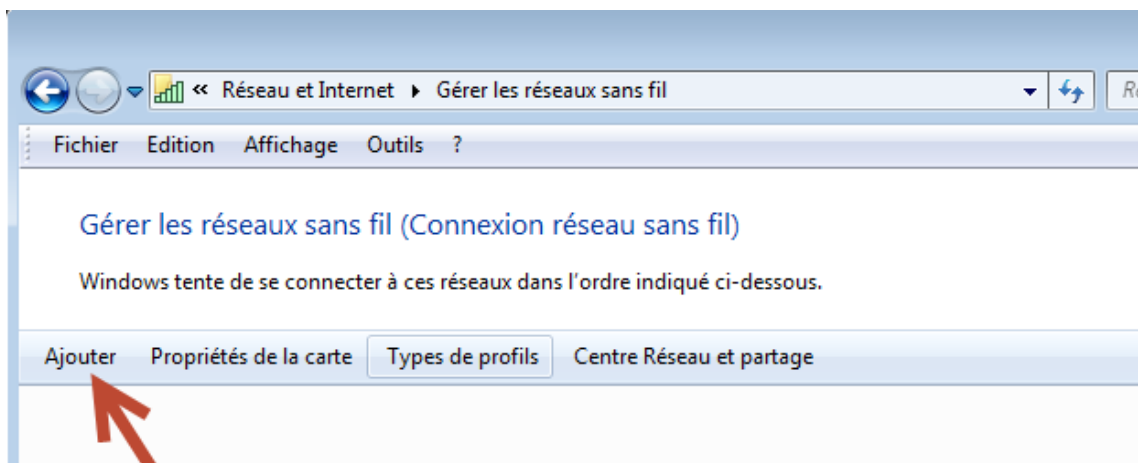 « Réseau et Internet Gérer les réseaux sans fil
Fichier Edition Affichage Outils ?
Gérer les réseaux sans fil (Connexion réseau sans fil)
Windows tente de se connecter à ces réseaux dans l'ordre indiqué ci-dessous.
Ajouter Propriétés de la carte Types de profils Centre Réseau et partage